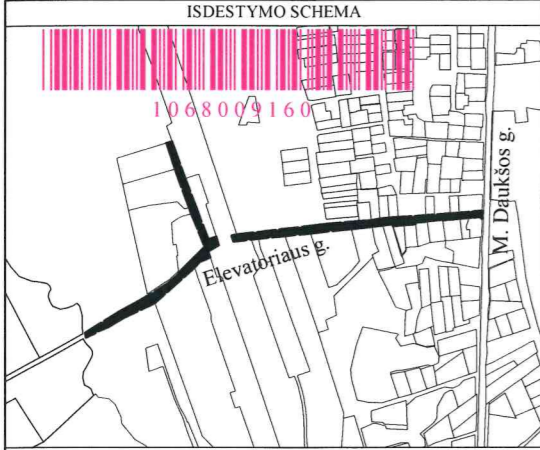 ISDESTYMO SCHEMA
1068009160
A
Elevatoriaus g.
M. Daukšos g.